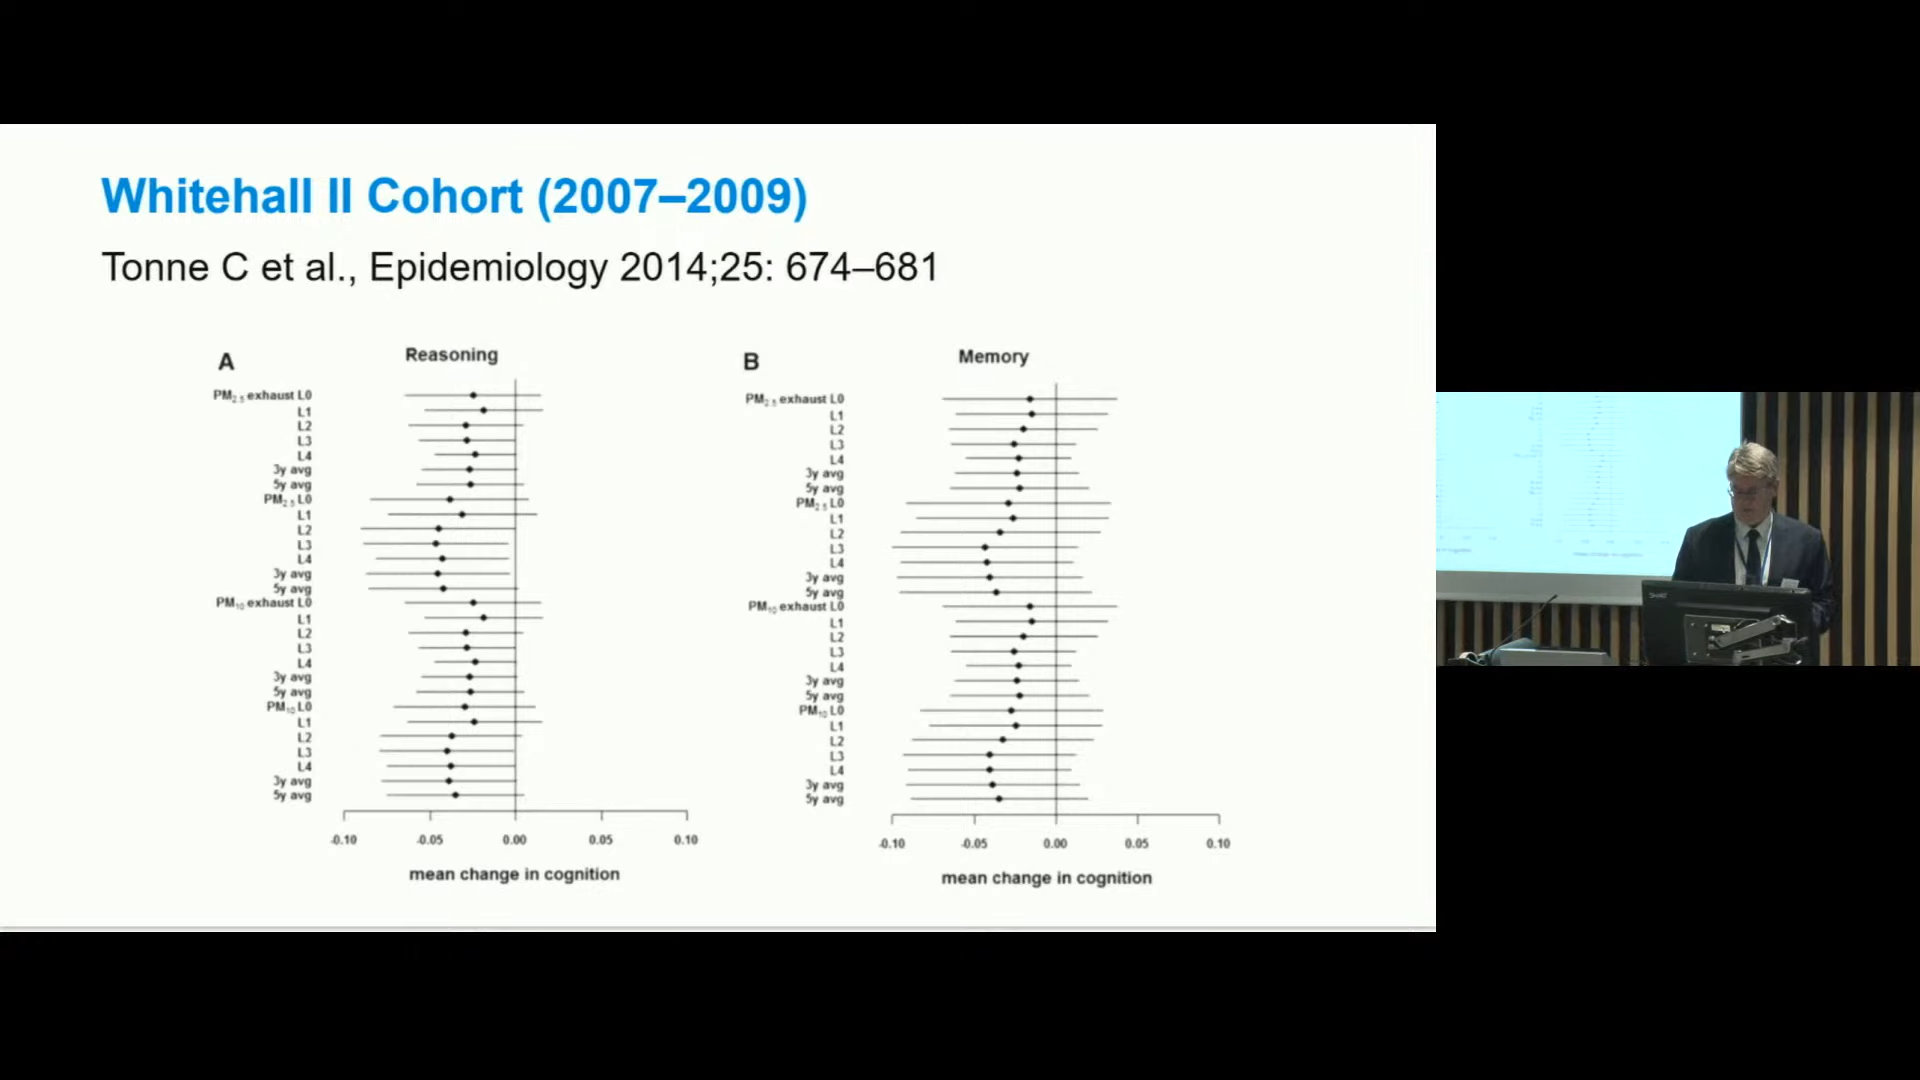 Whitehall II Cohort (2007–2009)
Tonne C et al., Epidemiology 2014;25: 674–681
A
Reasoning
PM2.5 exhaust L0
L1
L2
L3
L4
3y avg
5y avg
PM2.5 L0
L1
L2
L3
L4
3y avg
5y avg
PM10 exhaust L0
L1
L2
L3
L4
3y avg
5y avg
PM10 L0
L1
L2
L3
L4
3y avg
5y avg
-0.10 -0.05 0.00 0.05 0.10
mean change in cognition
B
Memory
PM2.5 exhaust L0
L1
L2
L3
L4
3y avg
5y avg
PM2.5 L0
L1
L2
L3
L4
3y avg
5y avg
PM10 exhaust L0
L1
L2
L3
L4
3y avg
5y avg
PM10 L0
L1
L2
L3
L4
3y avg
5y avg
-0.10 -0.05 0.00 0.05 0.10
mean change in cognition